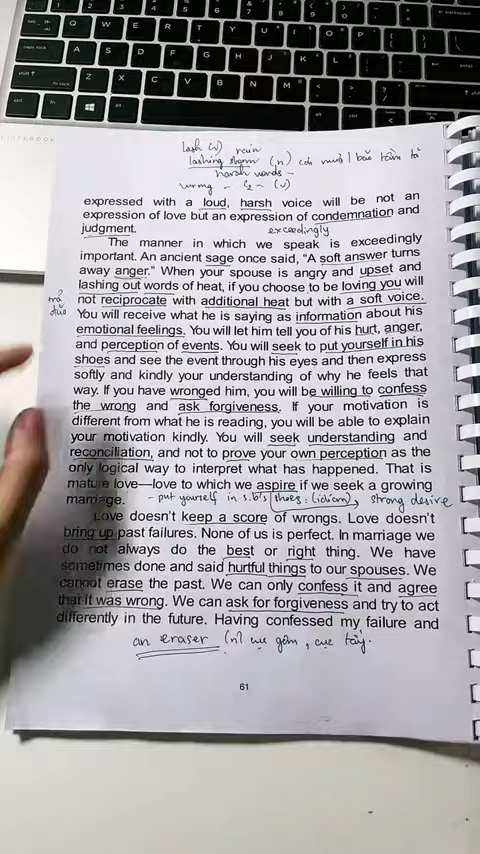 lash (v) rain
lashing storm (n) cơn mưa / bão tầm tã
harsh words -
wrong - (v)
expressed with a loud, harsh voice will be not an
expression of love but an expression of condemnation and
judgment.
exceedingly
The manner in which we speak is exceedingly
important. An ancient sage once said, “A soft answer turns
away anger.” When your spouse is angry and upset and
lashing out words of heat, if you choose to be loving you will
not reciprocate with additional heat but with a soft voice.
You will receive what he is saying as information about his
emotional feelings. You will let him tell you of his hurt, anger,
and perception of events. You will seek to put yourself in his
shoes and see the event through his eyes and then express
softly and kindly your understanding of why he feels that
way. If you have wronged him, you will be willing to confess
the wrong and ask forgiveness. If your motivation is
different from what he is reading, you will be able to explain
your motivation kindly. You will seek understanding and
reconciliation, and not to prove your own perception as the
only logical way to interpret what has happened. That is
mature love—love to which we aspire if we seek a growing
marriage.
- put yourself in s.b's shoes : (idiom), strong desire
Love doesn't keep a score of wrongs. Love doesn't
bring up past failures. None of us is perfect. In marriage we
do not always do the best or right thing. We have
sometimes done and said hurtful things to our spouses. We
cannot erase the past. We can only confess it and agree
that it was wrong. We can ask for forgiveness and try to act
differently in the future. Having confessed my failure and
an eraser (n) cục gôm, cục tẩy.
61